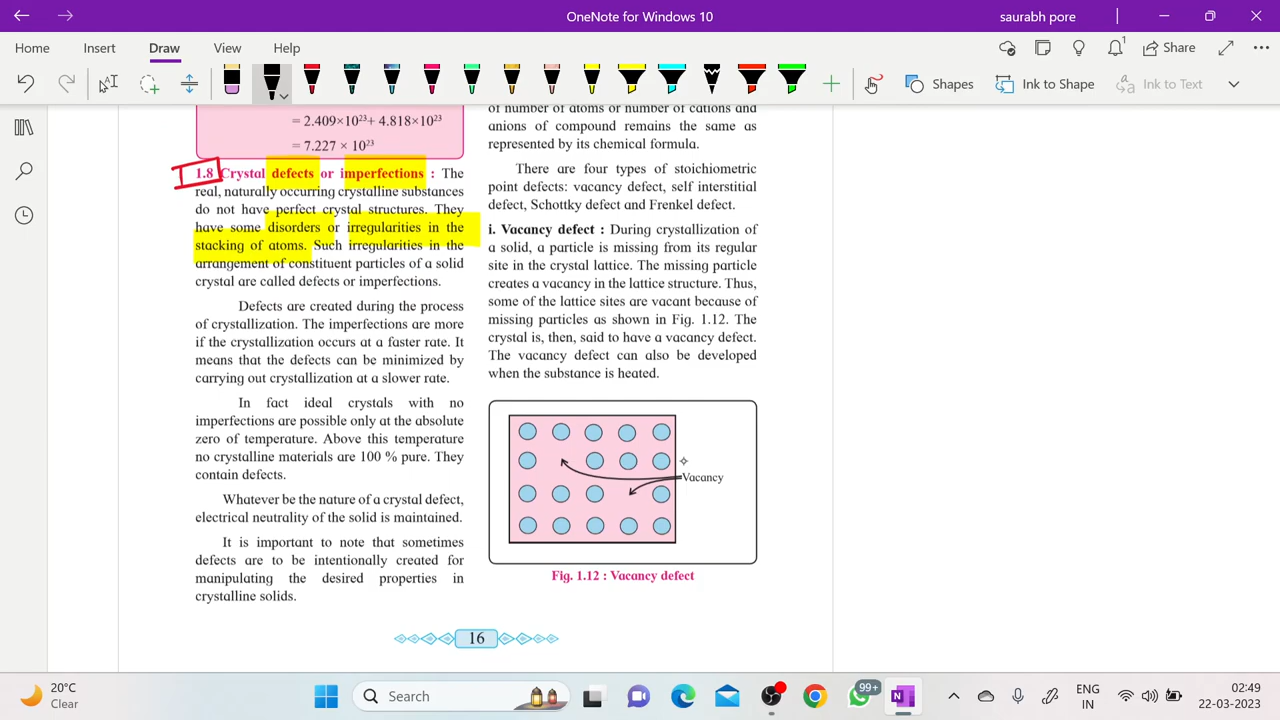 OneNote for Windows 10
saurabh pore
Home
Insert
Draw
View
Help
1
Share
Shapes
Ink to Shape
Ink to Text
= 2.409×10²³+ 4.818×10²³
= 7.227 × 10²³
1.8 Crystal defects or imperfections : The
real, naturally occurring crystalline substances
do not have perfect crystal structures. They
have some disorders or irregularities in the
stacking of atoms. Such irregularities in the
arrangement of constituent particles of a solid
crystal are called defects or imperfections.
Defects are created during the process
of crystallization. The imperfections are more
if the crystallization occurs at a faster rate. It
means that the defects can be minimized by
carrying out crystallization at a slower rate.
In fact ideal crystals with no
imperfections are possible only at the absolute
zero of temperature. Above this temperature
no crystalline materials are 100 % pure. They
contain defects.
Whatever be the nature of a crystal defect,
electrical neutrality of the solid is maintained.
It is important to note that sometimes
defects are to be intentionally created for
manipulating the desired properties in
crystalline solids.
of number of atoms or number of cations and
anions of compound remains the same as
represented by its chemical formula.
There are four types of stoichiometric
point defects: vacancy defect, self interstitial
defect, Schottky defect and Frenkel defect.
i. Vacancy defect : During crystallization of
a solid, a particle is missing from its regular
site in the crystal lattice. The missing particle
creates a vacancy in the lattice structure. Thus,
some of the lattice sites are vacant because of
missing particles as shown in Fig. 1.12. The
crystal is, then, said to have a vacancy defect.
The vacancy defect can also be developed
when the substance is heated.
Vacancy
Fig. 1.12 : Vacancy defect
16
20°C
Clear
Search
99+
ENG
IN
02:49
22-03-2023